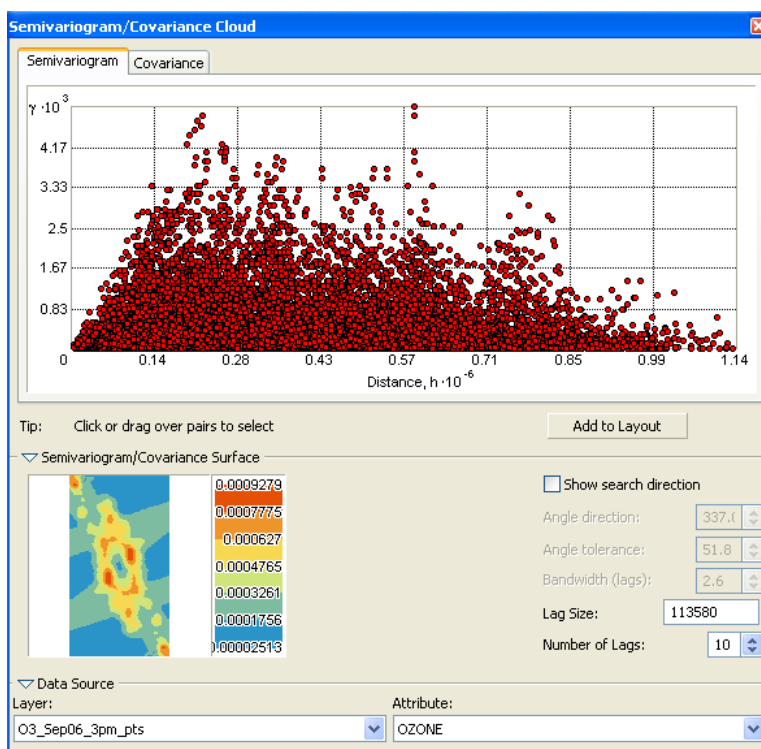 Semivariogram/Covariance Cloud
Semivariogram Covariance
γ·10 3
4.17
3.33
2.5
1.67
0.83
0 0.14 0.28 0.43 0.57 0.71 0.85 0.99 1.14
Distance, h·10 -6
Tip: Click or drag over pairs to select Add to Layout
Semivariogram/Covariance Surface
0.0009279
0.0007775
0.000627
0.0004765
0.0003261
0.0001756
0.00002513
Show search direction
Angle direction:
Angle tolerance: 51.8
Bandwidth (lags): 2.6
Lag Size: 113580
Number of Lags: 10
Data Source
Layer: Attribute:
O3_Sep06_3pm_pts OZONE